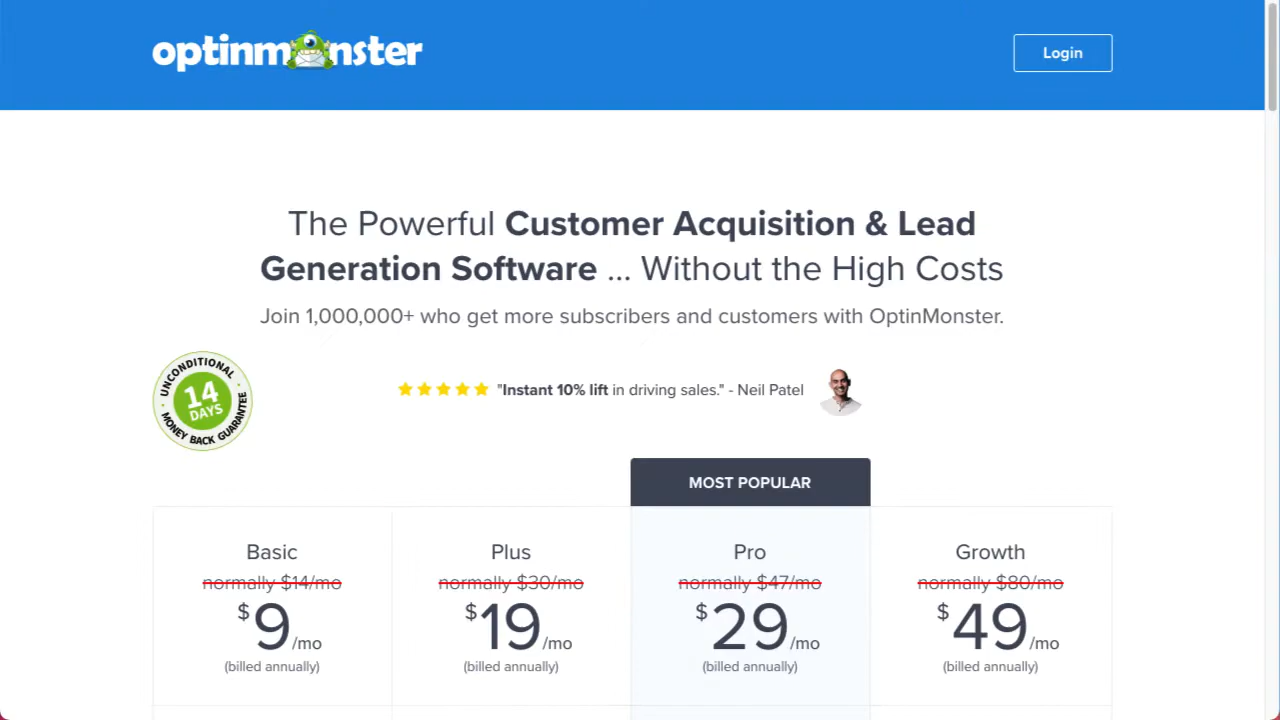 optinmonster
Login
The Powerful Customer Acquisition & Lead
Generation Software ... Without the High Costs
Join 1,000,000+ who get more subscribers and customers with OptinMonster.
UNCONDITIONAL
14
DAYS
MONEY BACK GUARANTEE
"Instant 10% lift in driving sales." - Neil Patel
MOST POPULAR
Basic Plus Pro Growth
normally $14/mo normally $30/mo normally $47/mo normally $80/mo
$9/mo $19/mo $29/mo $49/mo
(billed annually) (billed annually) (billed annually) (billed annually)